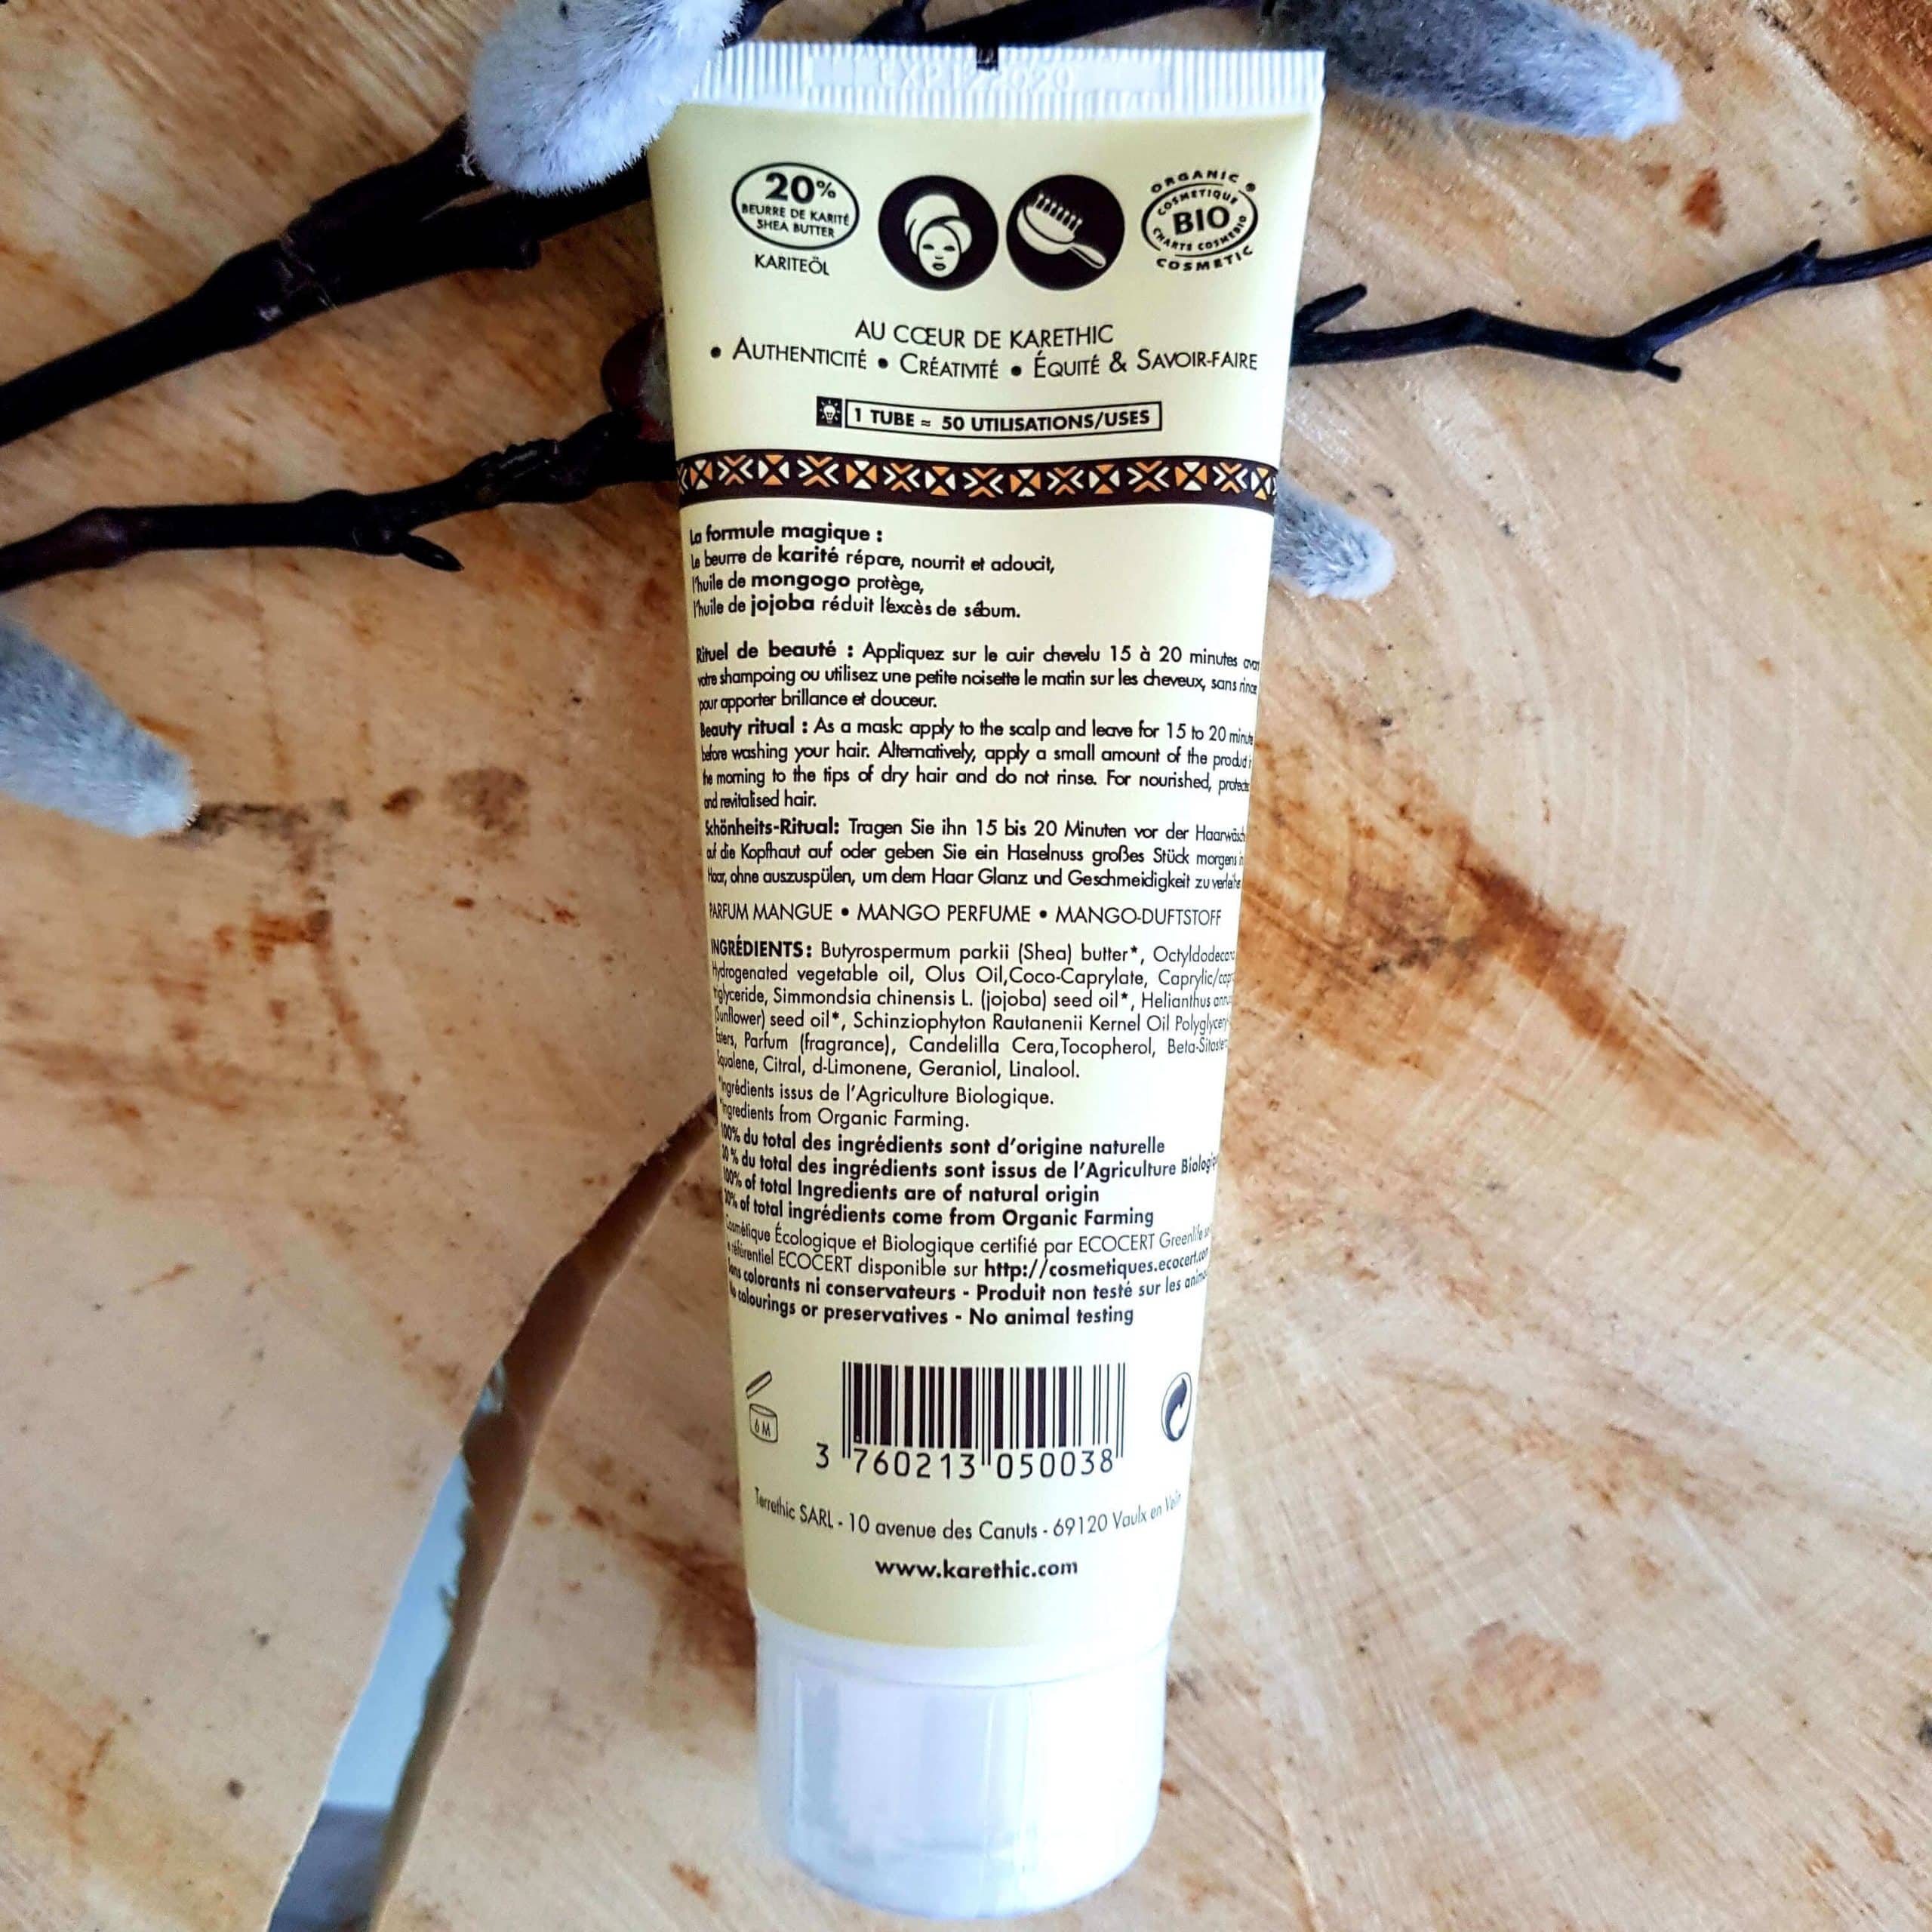 EXP 12 2020
20%
BEURRE DE KARITÉ
SHEA BUTTER
KARITEÖL
ORGANIC
COSMÉTIQUE
BIO
CHARTE COSMEBIO
COSMETIC
AU CŒUR DE KARETHIC
• AUTHENTICITÉ • CRÉATIVITÉ • ÉQUITÉ & SAVOIR-FAIRE
1 TUBE ≈ 50 UTILISATIONS/USES
La formule magique :
Le beurre de karité répare, nourrit et adoucit,
l'huile de mongogo protège,
l'huile de jojoba réduit l'excès de sébum.
Rituel de beauté : Appliquez sur le cuir chevelu 15 à 20 minutes
votre shampoing ou utilisez une petite noisette le matin sur les cheveux, sans
pour apporter brillance et douceur.
Beauty ritual : As a mask: apply to the scalp and leave for 15 to 20
before washing your hair. Alternatively, apply a small amount of the product
the morning to the tips of dry hair and do not rinse. For nourished,
and revitalised hair.
Schönheits-Ritual: Tragen Sie ihn 15 bis 20 Minuten vor der
auf die Kopfhaut auf oder geben Sie ein Haselnuss großes Stück morgens
Haar, ohne auszuspülen, um dem Haar Glanz und Geschmeidigkeit zu
PARFUM MANGUE • MANGO PERFUME • MANGO-DUFTSTOFF
INGRÉDIENTS: Butyrospermum parkii (Shea) butter*,
Hydrogenated vegetable oil, Olus Oil,Coco-Caprylate,
triglyceride, Simmondsia chinensis L. (jojoba) seed oil*, Helianthus
(Sunflower) seed oil*, Schinziophyton Rautanenii Kernel Oil
Esters, Parfum (fragrance), Candelilla Cera,Tocopherol,
Squalene, Citral, d-Limonene, Geraniol, Linalool.
*Ingrédients issus de l'Agriculture Biologique.
*Ingredients from Organic Farming.
100% du total des ingrédients sont d'origine naturelle
% du total des ingrédients sont issus de l'Agriculture
100% of total Ingredients are of natural origin
% of total ingrédients come from Organic Farming
Cosmétique Écologique et Biologique certifié par ECOCERT Greenlife
référentiel ECOCERT disponible sur http://cosmetiques.ecocert.com
Sans colorants ni conservateurs - Produit non testé sur les
No colourings or preservatives - No animal testing
6 M
3 760213 050038
Terrethic SARL - 10 avenue des Canuts - 69120 Vaulx en
www.karethic.com